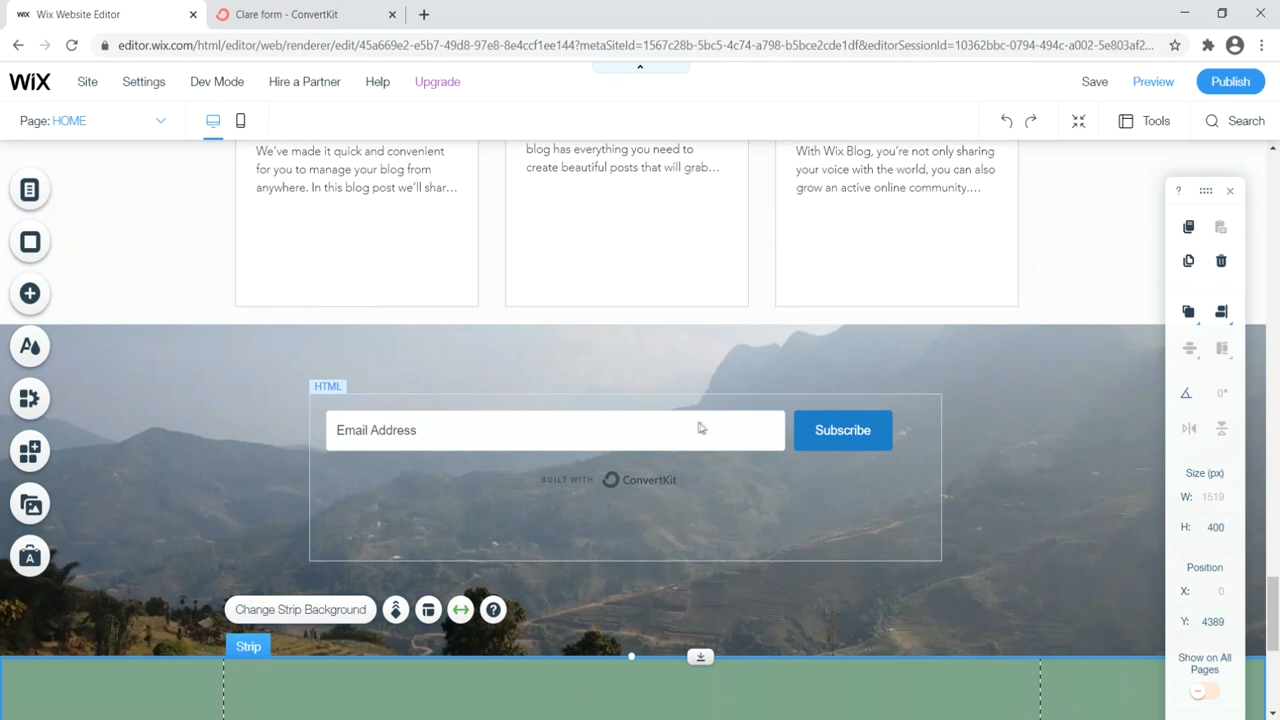 WIX Wix Website Editor
Clare form - ConvertKit
editor.wix.com/html/editor/web/renderer/edit/45a669e2-e5b7-49d8-97e8-8e4ccf1ee144?metaSiteId=1567c28b-5bc5-4c74-a798-b5bce2cde1df&editorSessionId=10362bbc-0794-494c-a002-5e803af2...
WiX Site Settings Dev Mode Hire a Partner Help Upgrade Save Preview Publish
Page: HOME Tools Search
We've made it quick and convenient
for you to manage your blog from
anywhere. In this blog post we'll shar...
blog has everything you need to
create beautiful posts that will grab...
With Wix Blog, you're not only sharing
your voice with the world, you can also
grow an active online community....
HTML
Email Address Subscribe
BUILT WITH ConvertKit
Change Strip Background ?
Strip
?
0°
Size (px)
W: 1519
H: 400
Position
X: 0
Y: 4389
Show on All
Pages
A
A